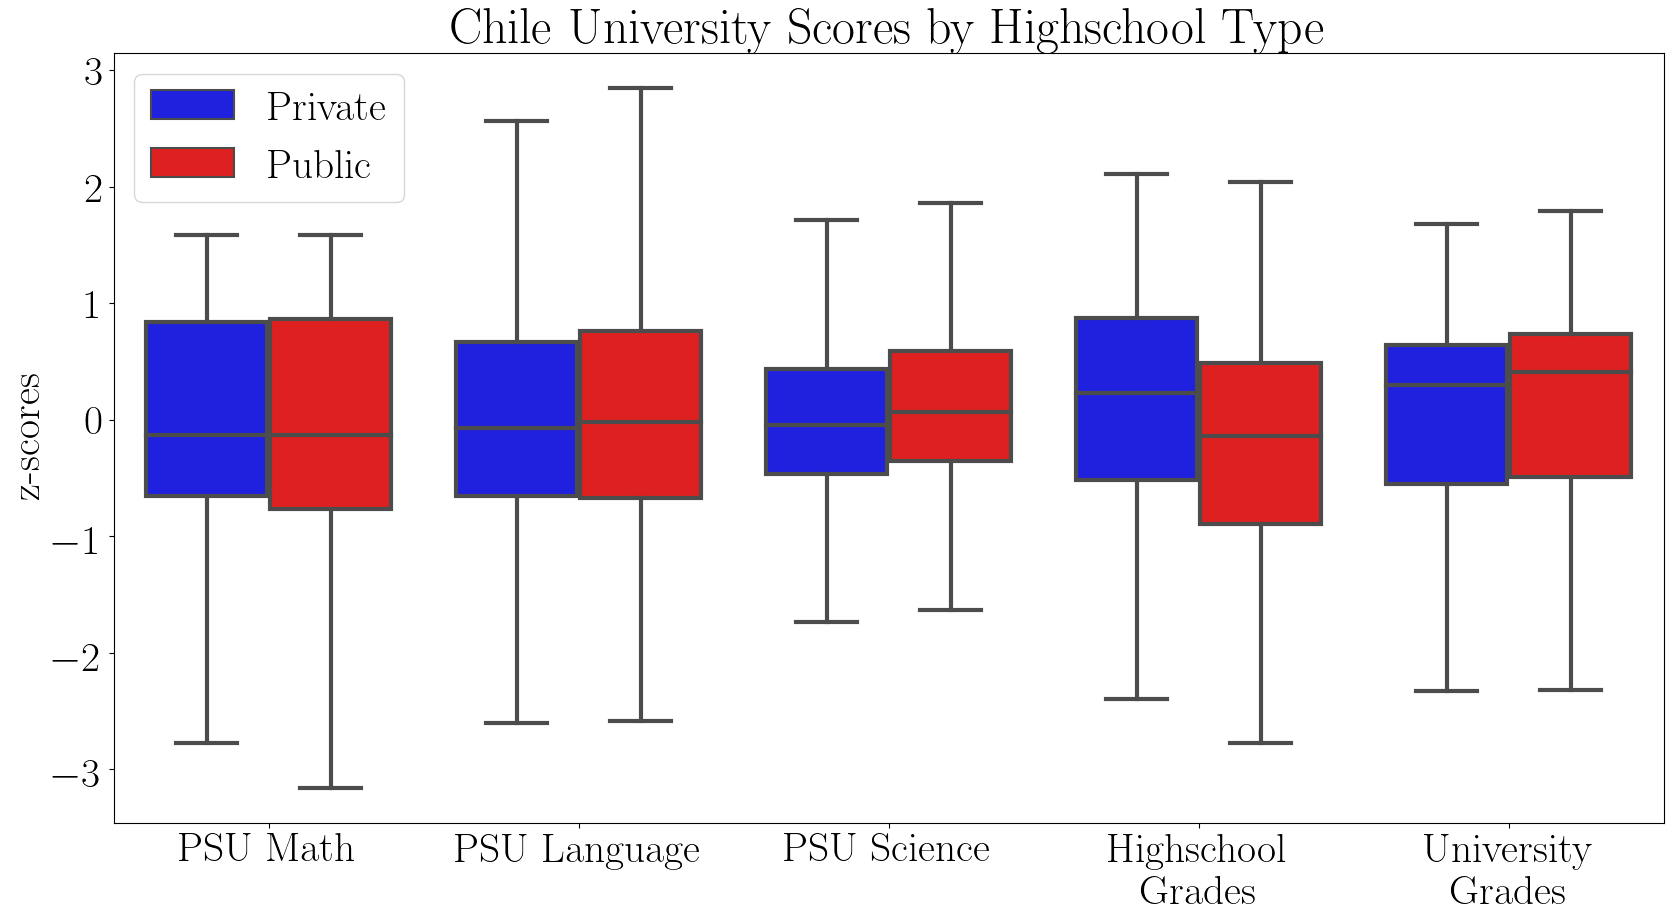 Chile University Scores by Highschool Type
Private
Public
z-scores
3
2
1
0
−1
−2
−3
PSU Math
PSU Language
PSU Science
Highschool
Grades
University
Grades